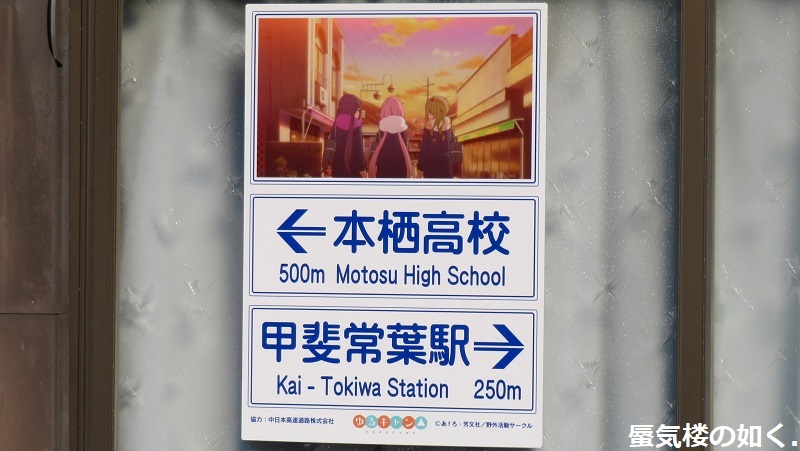 ←本栖高校
500m Motosu High School
甲斐常葉駅→
Kai - Tokiwa Station 250m
協力：中日本高速道路株式会社 ゆるキャン△ ©あfろ・芳文社／野外活動サークル
蜃気楼の如く.